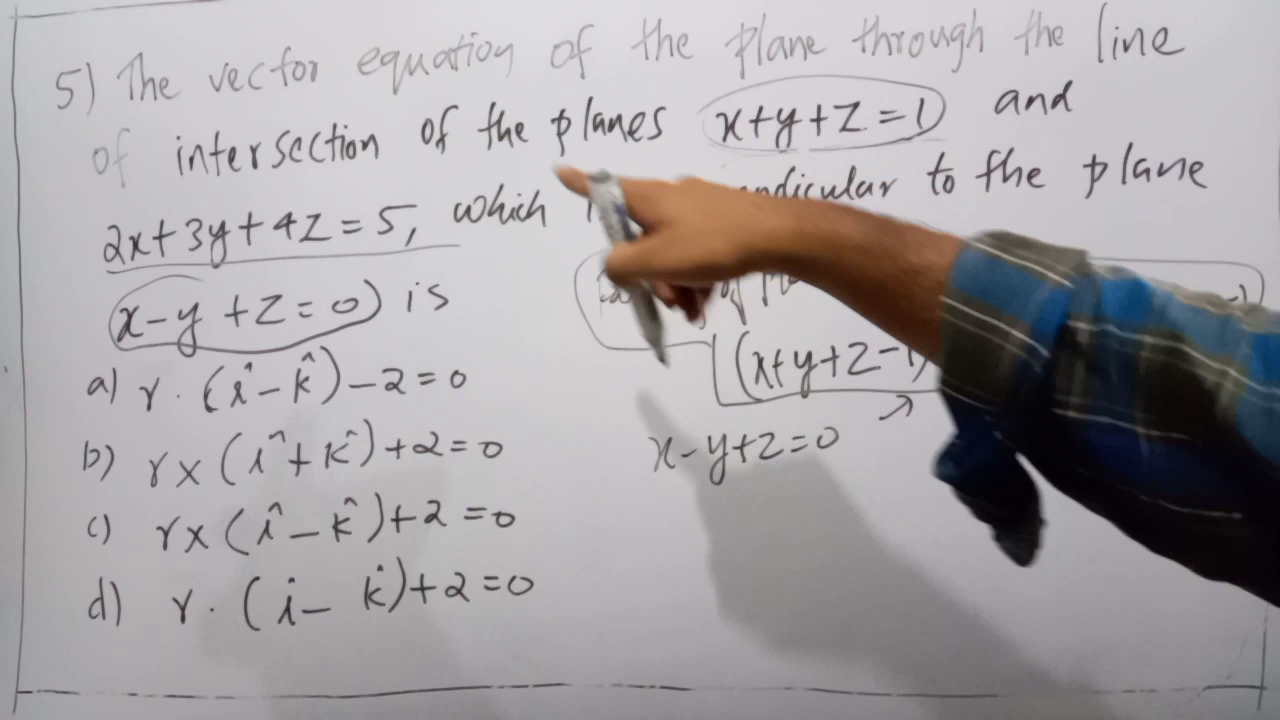 5) The vector equation of the plane through the line
of intersection of the planes x+y+z=1 and
2x+3y+4z=5, which to the plane
x-y+z=0 is
a) r. (î-k̂)-2=0
b) r×(î+k̂)+2=0
c) r×(î-k̂)+2=0
d) r. (i-k̂)+2=0
of
(x+y+z-1)
x-y+z=0